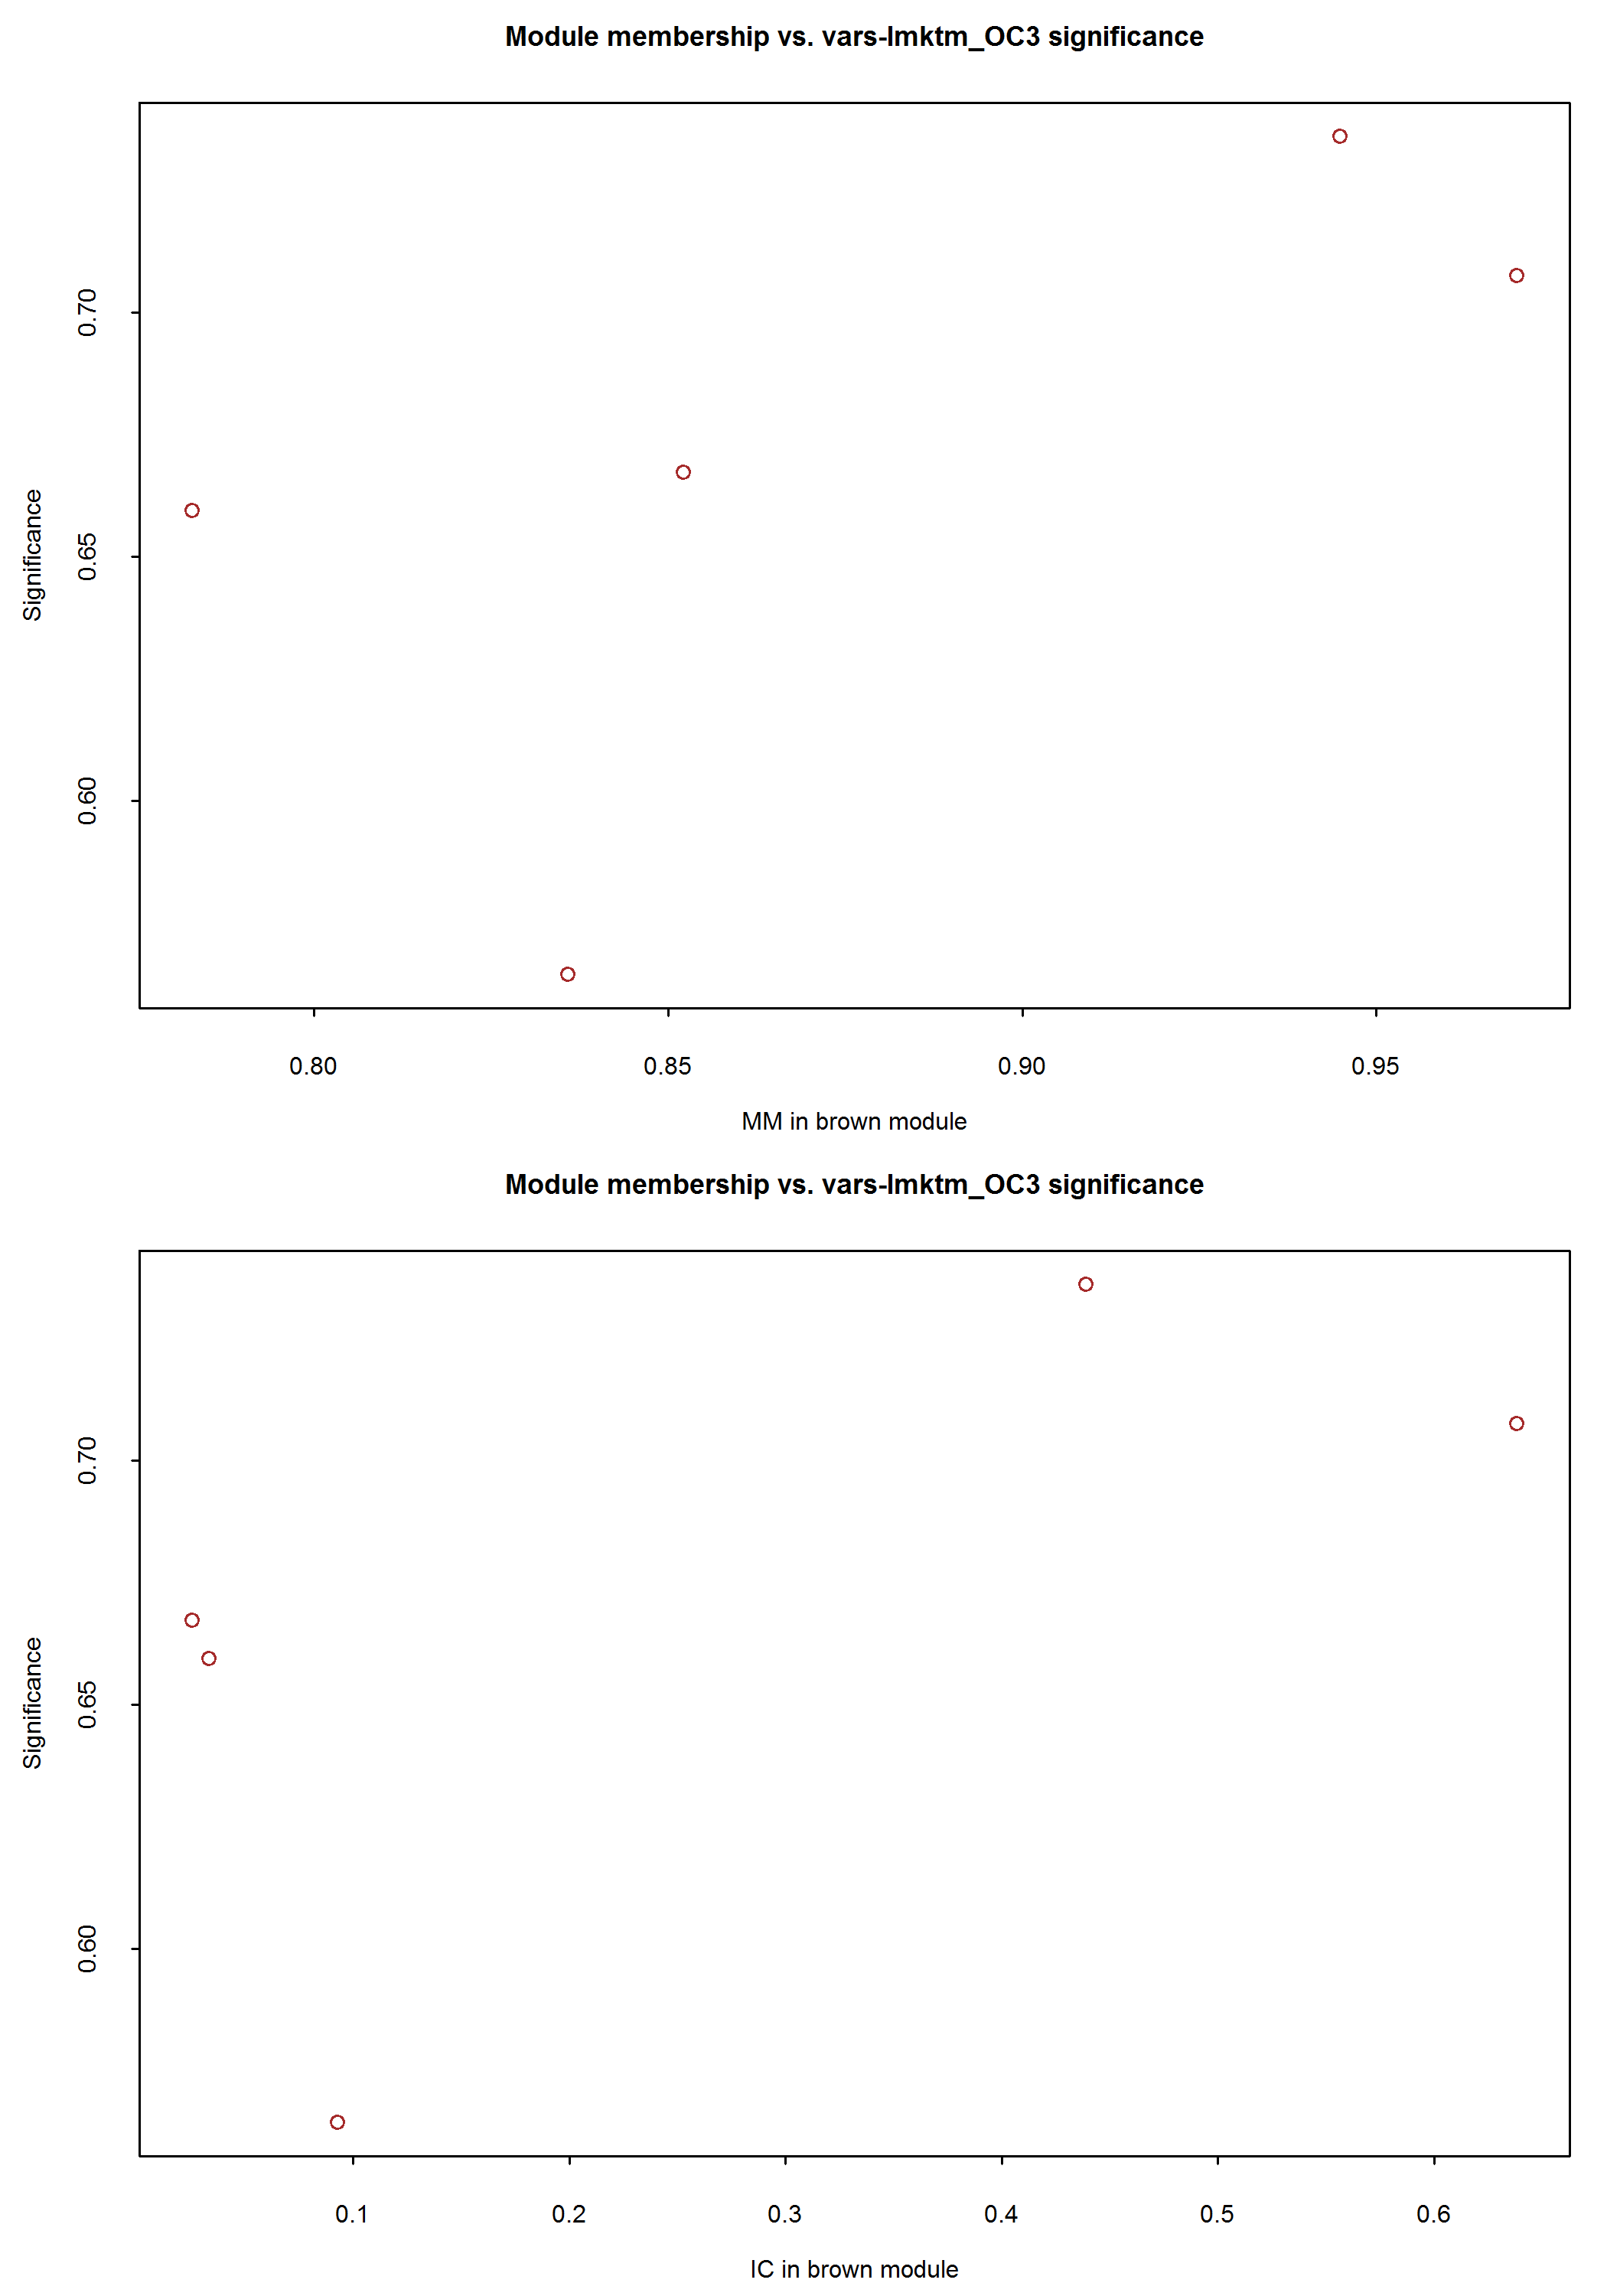 Module membership vs. vars-lmktm_OC3 significance
Significance
0.70
0.65
0.60
0.80 0.85 0.90 0.95
MM in brown module
Module membership vs. vars-lmktm_OC3 significance
Significance
0.70
0.65
0.60
0.1 0.2 0.3 0.4 0.5 0.6
IC in brown module